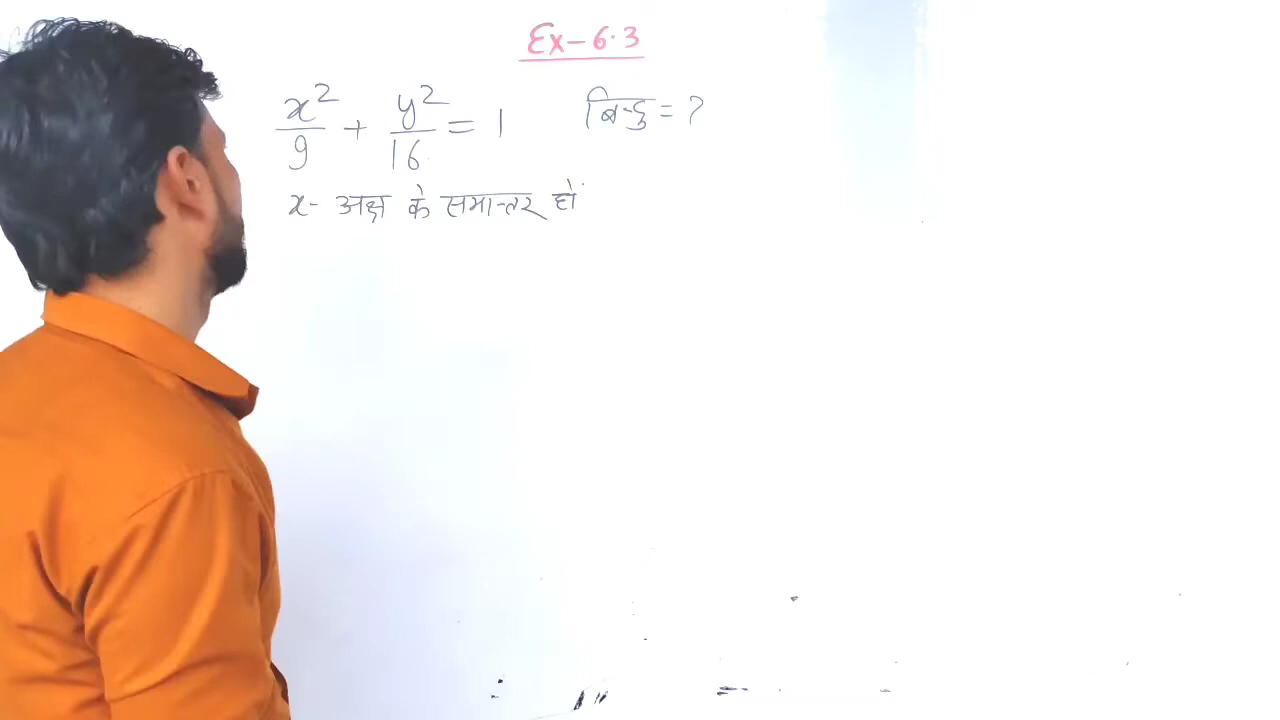 Ex-6.3
x²/9 + y²/16 = 1 बिन्दु = ?
x- अक्ष के समान्तर हो